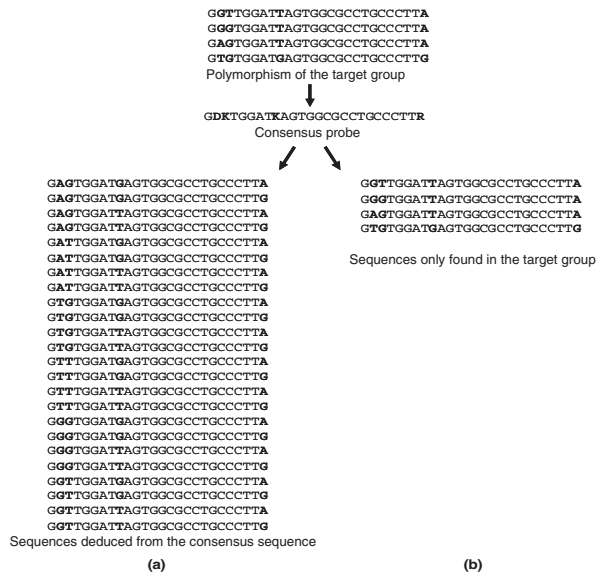 GGTTGGATTAGTGGCGCCTGCCCTTA
GGGTGGATTAGTGGCGCCTGCCCTTA
GAGTGGATTAGTGGCGCCTGCCCTTA
GTGTGGATGAGTGGCGCCTGCCCTTG
Polymorphism of the target group
GDKTGGATKAGTGGCGCCTGCCCTTR
Consensus probe
GAGTGGATGAGTGGCGCCTGCCCTTA
GAGTGGATGAGTGGCGCCTGCCCTTG
GAGTGGATTAGTGGCGCCTGCCCTTA
GAGTGGATTAGTGGCGCCTGCCCTTG
GATTGGATGAGTGGCGCCTGCCCTTA
GATTGGATGAGTGGCGCCTGCCCTTG
GATTGGATTAGTGGCGCCTGCCCTTA
GATTGGATTAGTGGCGCCTGCCCTTG
GTGTGGATGAGTGGCGCCTGCCCTTA
GTGTGGATGAGTGGCGCCTGCCCTTG
GTGTGGATTAGTGGCGCCTGCCCTTA
GTGTGGATTAGTGGCGCCTGCCCTTG
GTTTGGATGAGTGGCGCCTGCCCTTA
GTTTGGATGAGTGGCGCCTGCCCTTG
GTTTGGATTAGTGGCGCCTGCCCTTA
GTTTGGATTAGTGGCGCCTGCCCTTG
GGGTGGATGAGTGGCGCCTGCCCTTA
GGGTGGATGAGTGGCGCCTGCCCTTG
GGGTGGATTAGTGGCGCCTGCCCTTA
GGGTGGATTAGTGGCGCCTGCCCTTG
GGTTGGATGAGTGGCGCCTGCCCTTA
GGTTGGATGAGTGGCGCCTGCCCTTG
GGTTGGATTAGTGGCGCCTGCCCTTA
GGTTGGATTAGTGGCGCCTGCCCTTG
Sequences deduced from the consensus sequence
(a)
GGTTGGATTAGTGGCGCCTGCCCTTA
GGGTGGATTAGTGGCGCCTGCCCTTA
GAGTGGATTAGTGGCGCCTGCCCTTA
GTGTGGATGAGTGGCGCCTGCCCTTG
Sequences only found in the target group
(b)